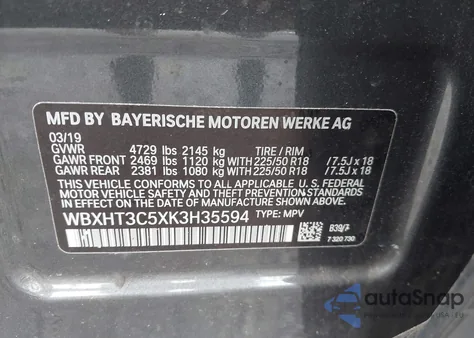 MFD BY BAYERISCHE MOTOREN WERKE AG
03/19
GVWR 4729 lbs 2145 kg TIRE / RIM
GAWR FRONT 2469 lbs 1120 kg WITH 225/50 R18 /7.5J x 18
GAWR REAR 2381 lbs 1080 kg WITH 225/50 R18 /7.5J x 18
THIS VEHICLE CONFORMS TO ALL APPLICABLE U. S. FEDERAL
MOTOR VEHICLE SAFETY AND THEFT PREVENTION
STANDARDS IN EFFECT ON THE DATE OF
MANUFACTURE SHOWN ABOVE.
WBXHT3C5XK3H35594 TYPE: MPV
B39/7
7 320 730
autoSnap